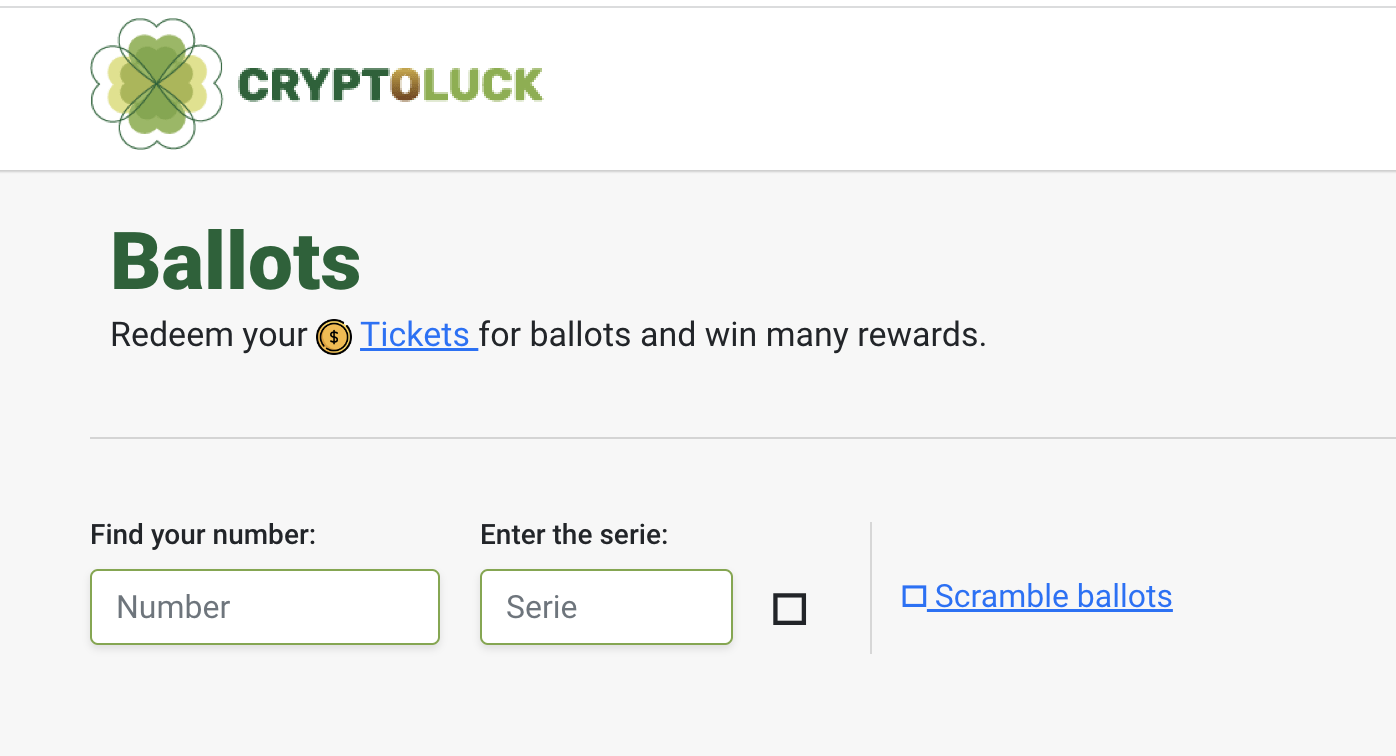 CRYPTOLUCK
Ballots
Redeem your $ Tickets for ballots and win many rewards.
Find your number:
Enter the serie:
Number
Serie
Scramble ballots